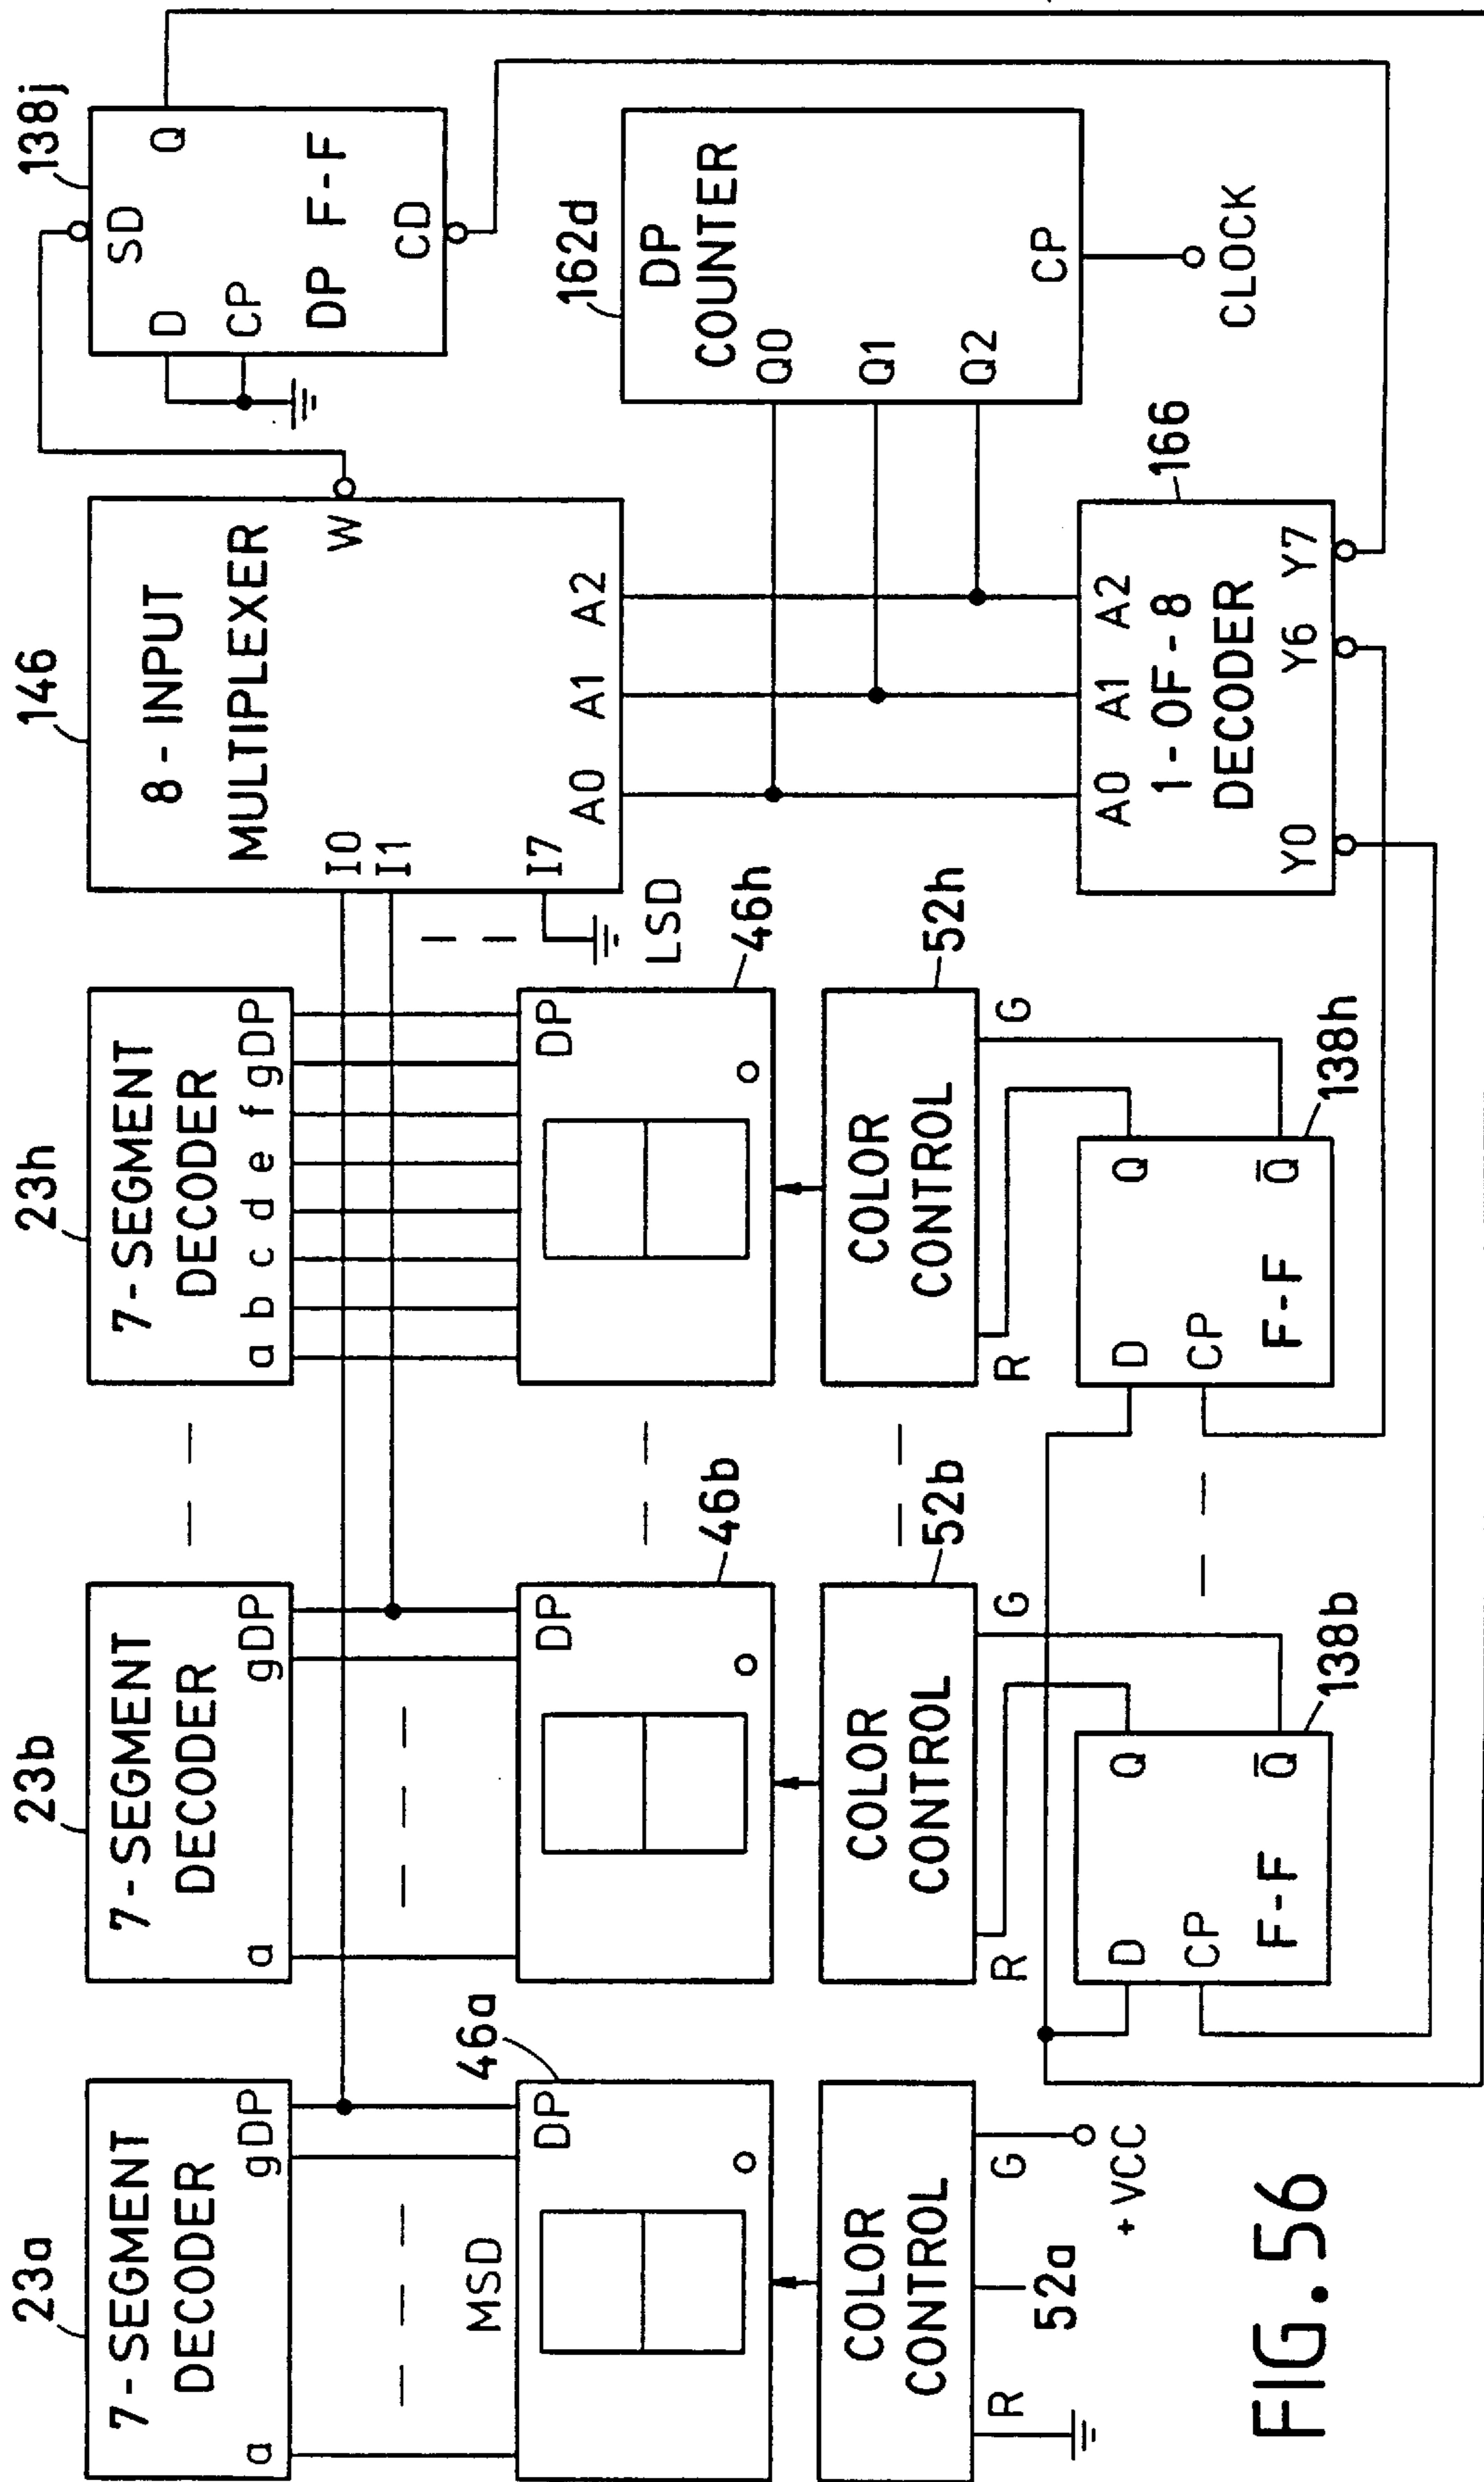 23a
7-SEGMENT
DECODER
a
gDP
MSD
46a
DP
COLOR
CONTROL
R
52a
G
+VCC
23b
7-SEGMENT
DECODER
a
gDP
DP
46b
COLOR
CONTROL
52b
R
G
D
Q
CP
F-F
Q̅
138b
23h
7-SEGMENT
DECODER
a b c d e f gDP
DP
LSD
46h
COLOR
CONTROL
52h
R
G
D
Q
CP
F-F
Q̅
138h
146
8-INPUT
MULTIPLEXER
I0
I1
I7
W
A0 A1 A2
138j
SD
D
Q
CP
DP F-F
CD
162d
DP
COUNTER
Q0
Q1
Q2
CP
CLOCK
166
A0 A1 A2
1-OF-8
DECODER
Y0 Y6 Y7
FIG. 56